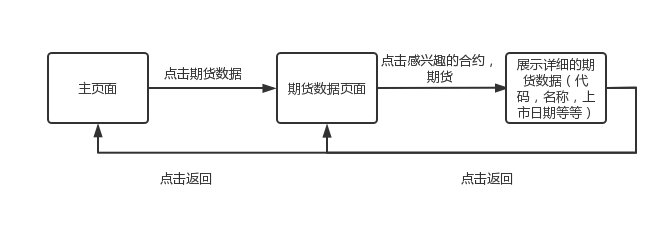 主页面
点击期货数据
期货数据页面
点击感兴趣的合约，
期货
展示详细的期
货数据（代
码，名称，上
市日期等等）
点击返回
点击返回